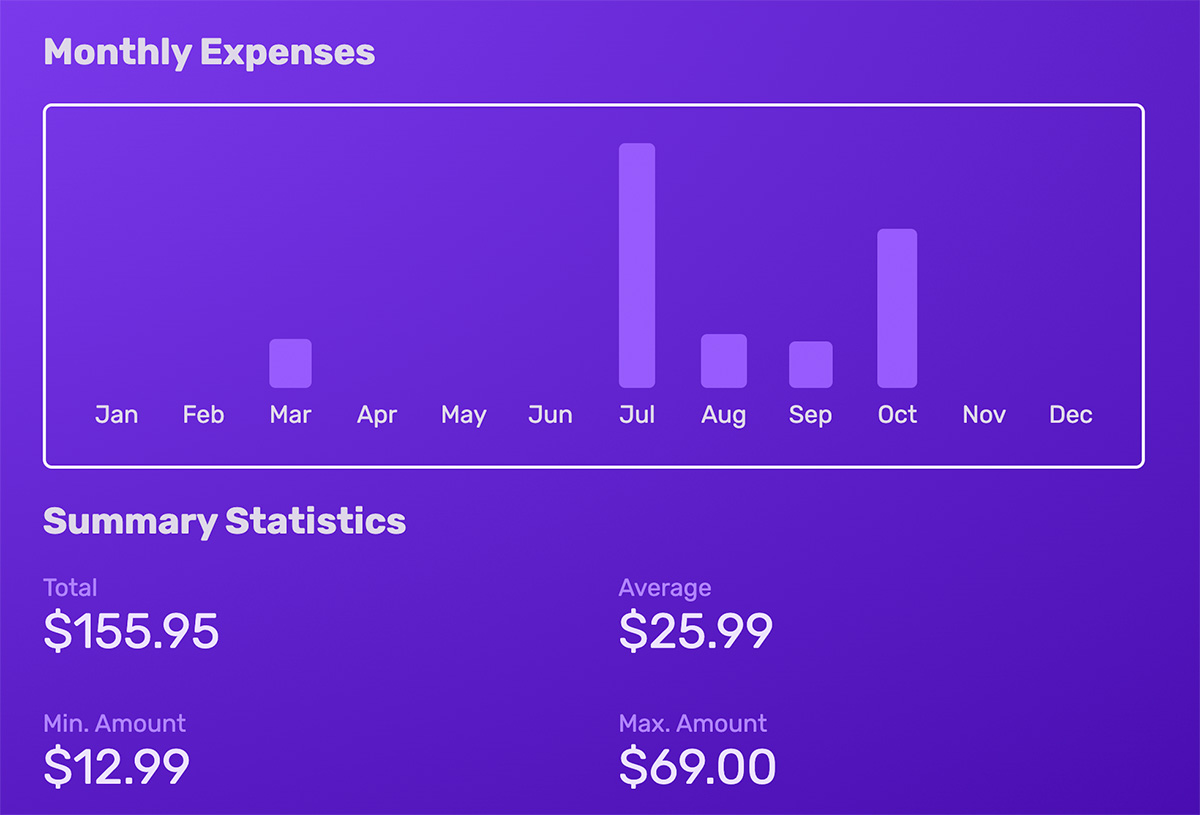 Monthly Expenses
Jan Feb Mar Apr May Jun Jul Aug Sep Oct Nov Dec
Summary Statistics
Total Average
$155.95 $25.99
Min. Amount Max. Amount
$12.99 $69.00